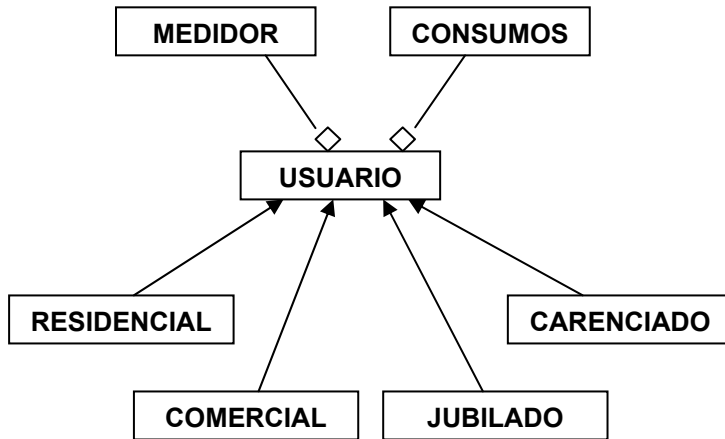 MEDIDOR
CONSUMOS
USUARIO
RESIDENCIAL
CARENCIADO
COMERCIAL
JUBILADO